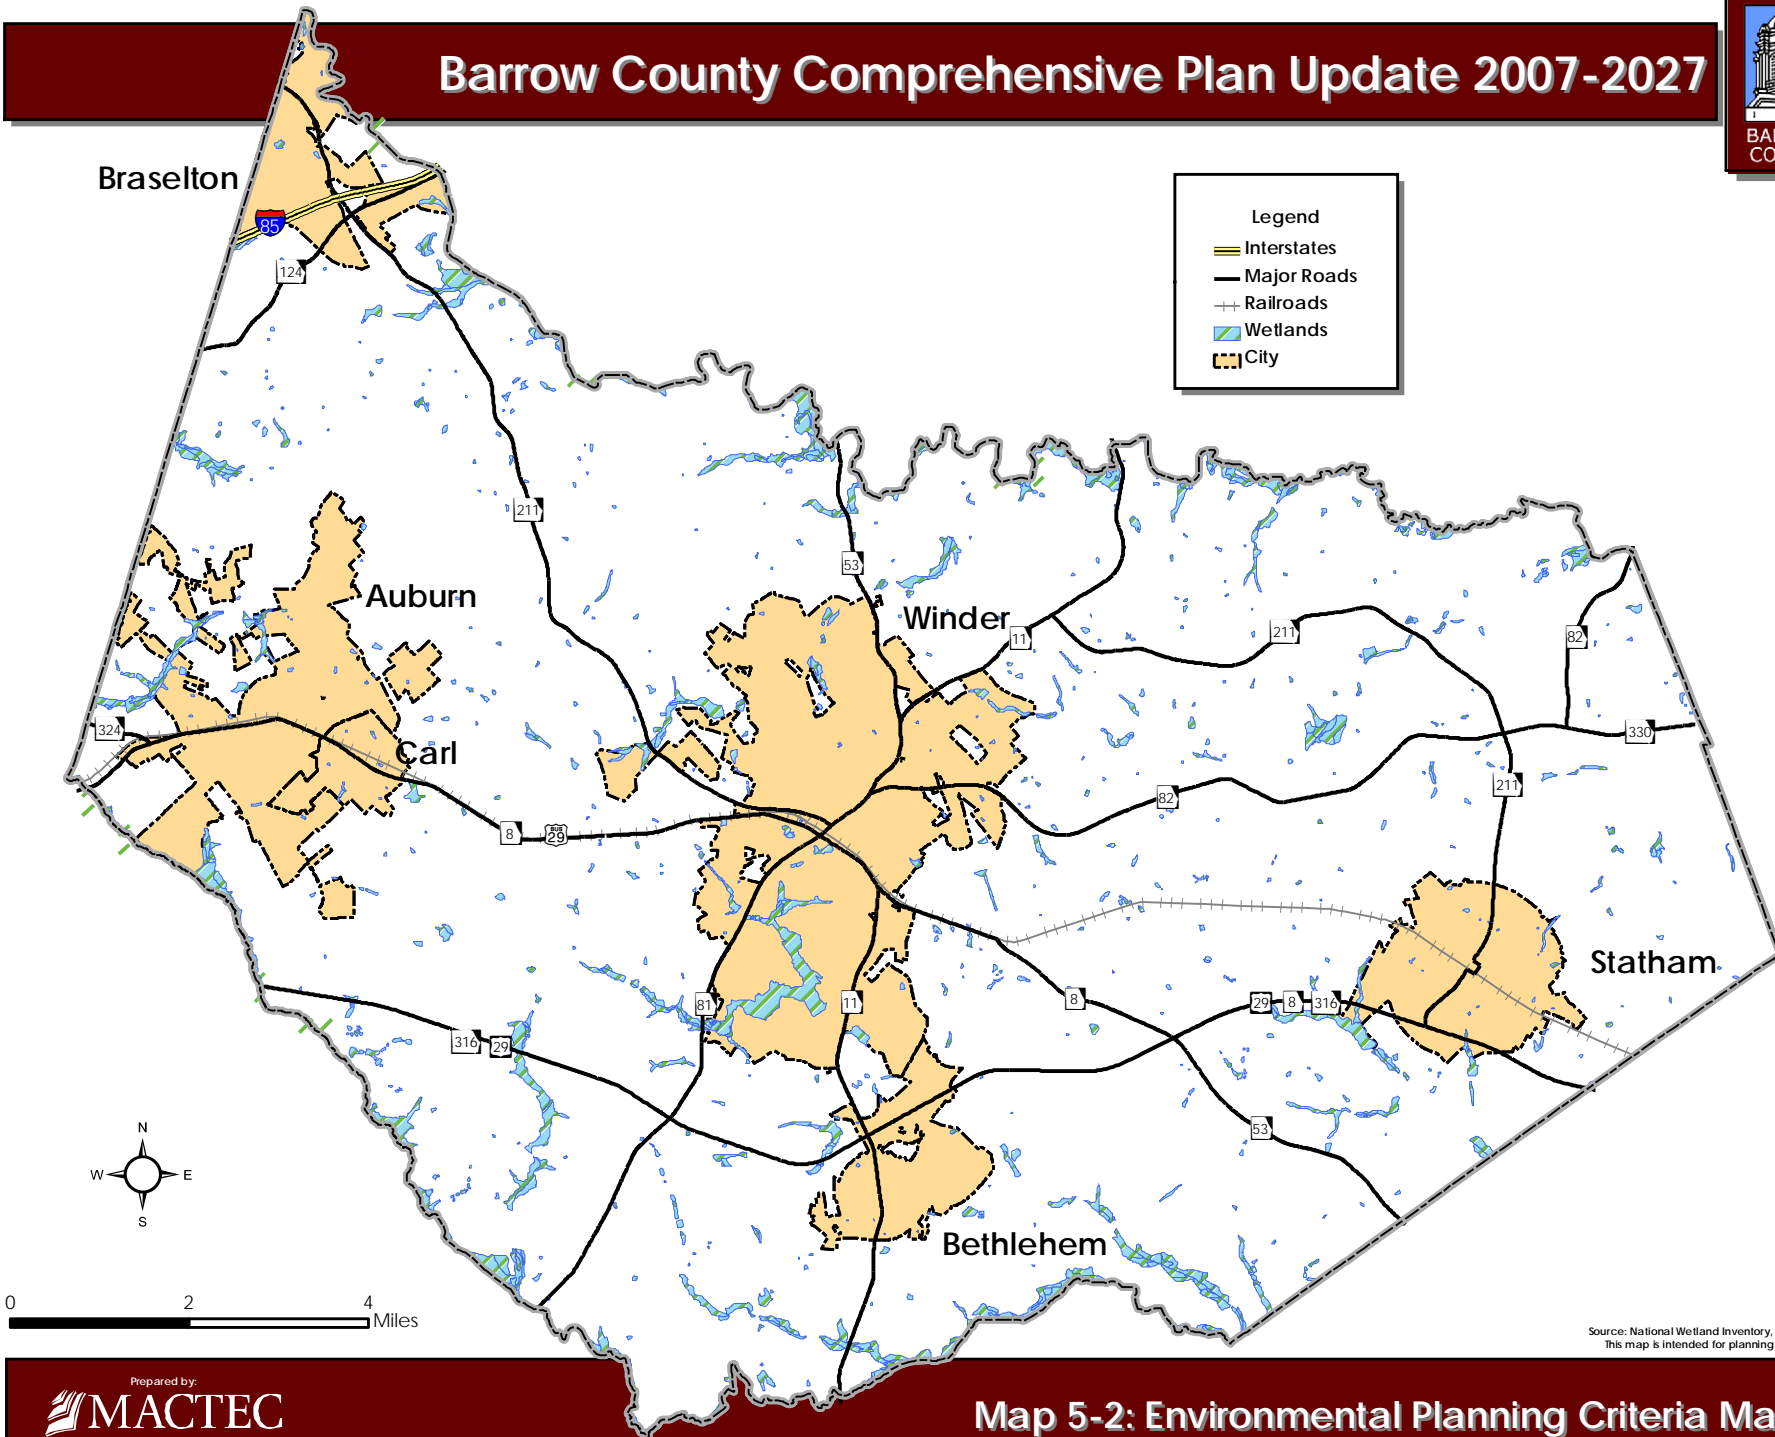 Barrow County Comprehensive Plan Update 2007-2027
Braselton
85
124
Legend
Interstates
Major Roads
Railroads
Wetlands
City
211
53
Auburn
Winder
11
211
82
324
Carl
330
211
82
8
BUS
29
Statham
81
11
8
29
8
316
316
29
53
N
W
E
S
Bethlehem
0
2
4
Miles
Source: National Wetland Inventory,
This map is intended for planning
Prepared by:
MACTEC
Map 5-2: Environmental Planning Criteria